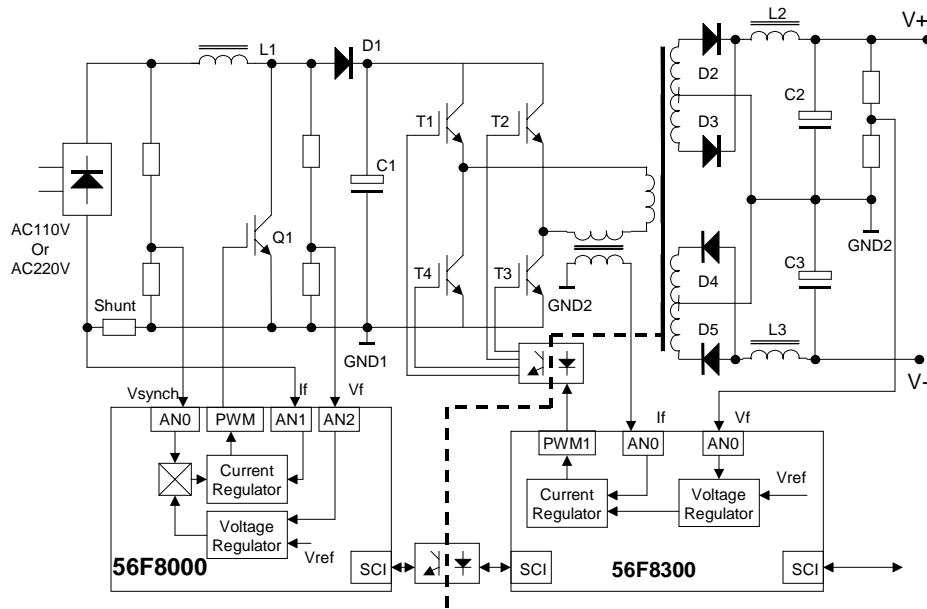 L1
D1
L2
V+
D2
T1
T2
C2
C1
D3
AC110V
Or
AC220V
Q1
T4
T3
GND2
GND2
D4
C3
Shunt
GND1
D5
L3
V-
Vsynch
If
Vf
If
Vf
AN0
PWM
AN1
AN2
PWM1
AN0
AN0
Current
Regulator
Voltage
Regulator
Vref
56F8000
SCI
Current
Regulator
Voltage
Regulator
Vref
SCI
56F8300
SCI